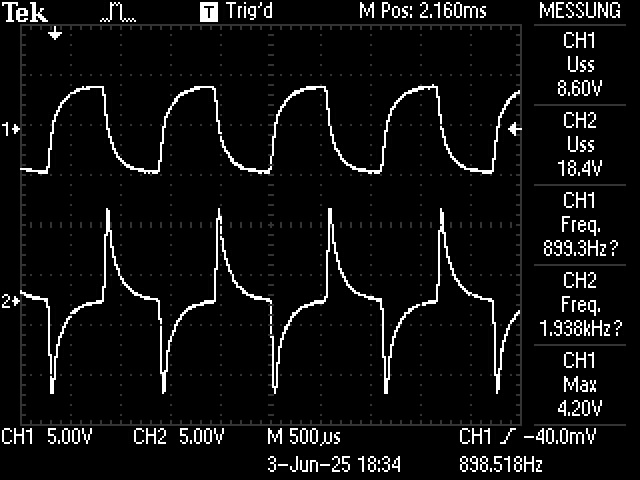 Tek T Trig'd M Pos: 2.160ms MESSUNG
CH1
Uss
8.60V
CH2
Uss
18.4V
CH1
Freq.
899.3Hz?
CH2
Freq.
1.938kHz?
CH1
Max
4.20V
1
2
CH1 5.00V CH2 5.00V M 500µs CH1 -40.0mV
3-Jun-25 18:34 898.518Hz